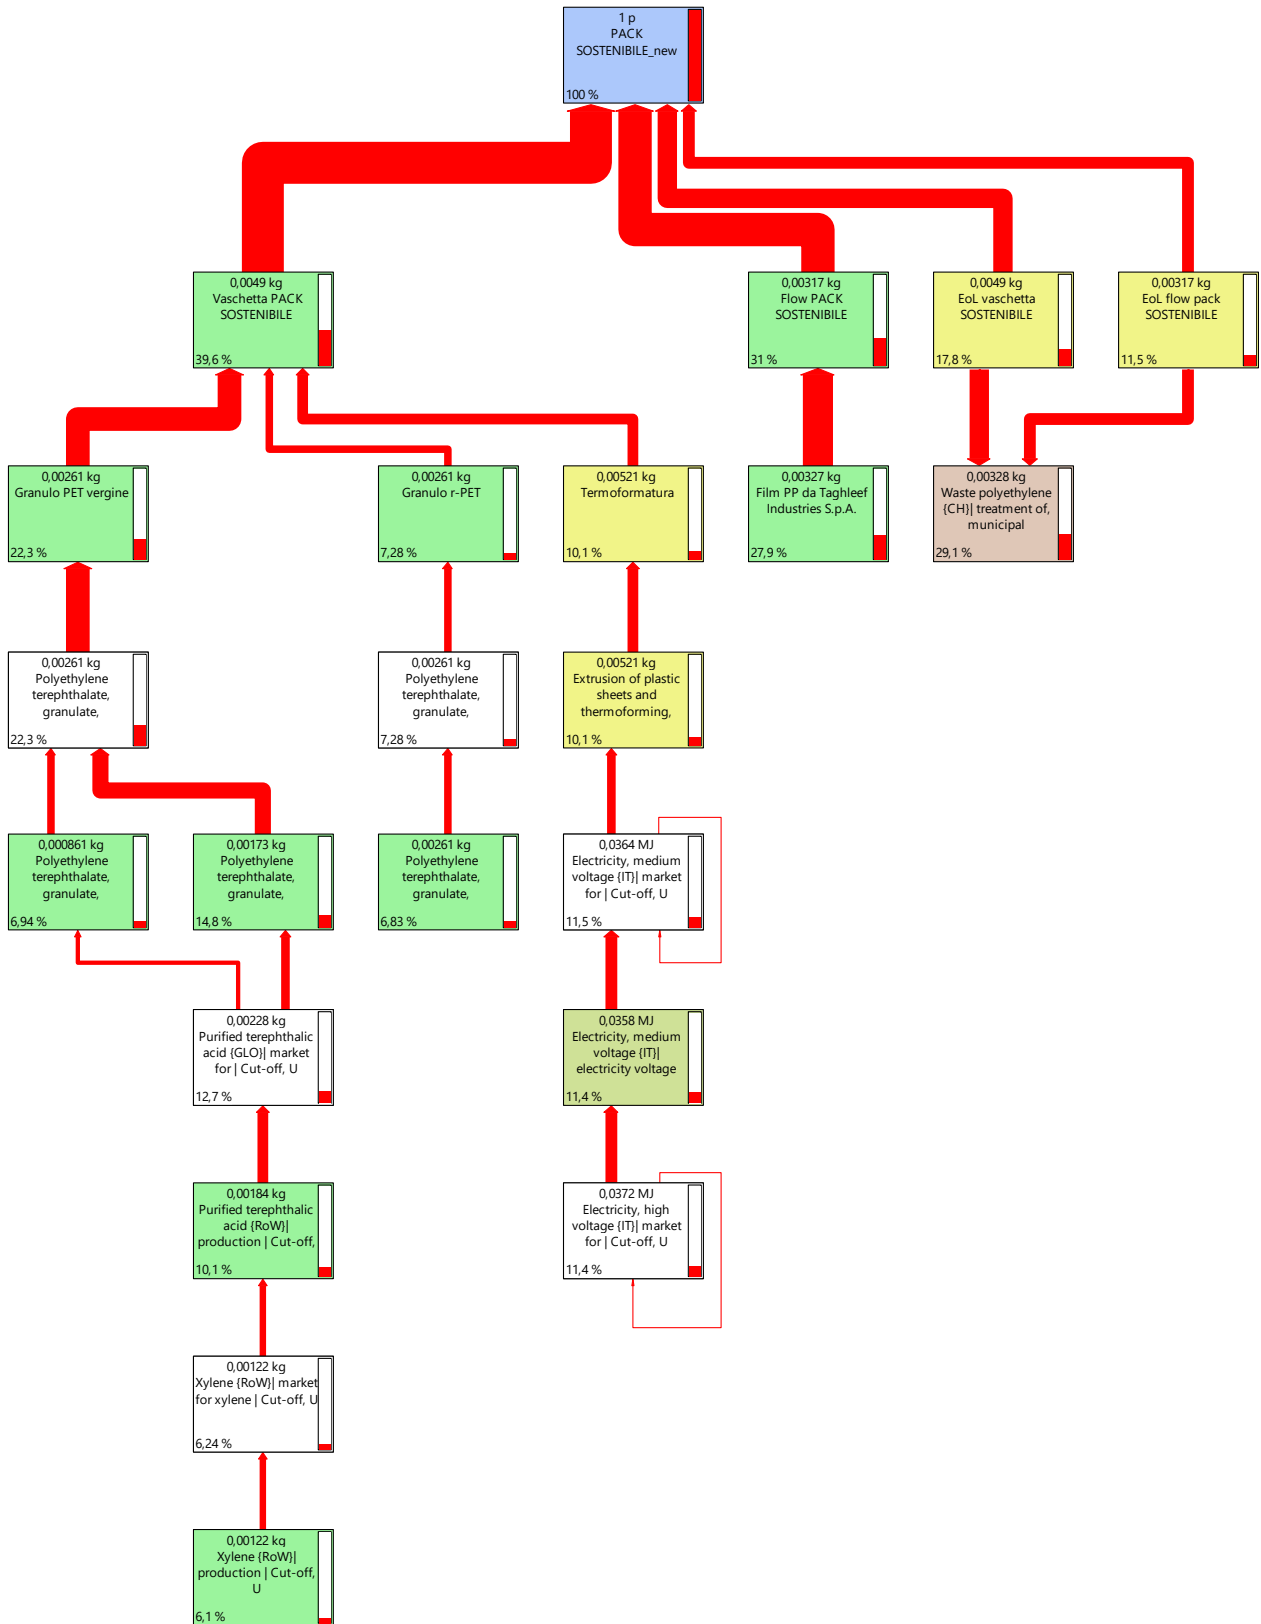 1 p
PACK
SOSTENIBILE_new
100 %
0,0049 kg
Vaschetta PACK
SOSTENIBILE
39,6 %
0,00317 kg
Flow PACK
SOSTENIBILE
31 %
0,0049 kg
EoL vaschetta
SOSTENIBILE
17,8 %
0,00317 kg
EoL flow pack
SOSTENIBILE
11,5 %
0,00261 kg
Granulo PET vergine
22,3 %
0,00261 kg
Granulo r-PET
7,28 %
0,00521 kg
Termoformatura
10,1 %
0,00327 kg
Film PP da Taghleef
Industries S.p.A.
27,9 %
0,00328 kg
Waste polyethylene
{CH}| treatment of,
municipal
29,1 %
0,00261 kg
Polyethylene
terephthalate,
granulate,
22,3 %
0,00261 kg
Polyethylene
terephthalate,
granulate,
7,28 %
0,00521 kg
Extrusion of plastic
sheets and
thermoforming,
10,1 %
0,000861 kg
Polyethylene
terephthalate,
granulate,
6,94 %
0,00173 kg
Polyethylene
terephthalate,
granulate,
14,8 %
0,00261 kg
Polyethylene
terephthalate,
granulate,
6,83 %
0,0364 MJ
Electricity, medium
voltage {IT}| market
for | Cut-off, U
11,5 %
0,00228 kg
Purified terephthalic
acid {GLO}| market
for | Cut-off, U
12,7 %
0,0358 MJ
Electricity, medium
voltage {IT}|
electricity voltage
11,4 %
0,00184 kg
Purified terephthalic
acid {RoW}|
production | Cut-off,
10,1 %
0,0372 MJ
Electricity, high
voltage {IT}| market
for | Cut-off, U
11,4 %
0,00122 kg
Xylene {RoW}| market
for xylene | Cut-off, U
6,24 %
0,00122 kg
Xylene {RoW}|
production | Cut-off,
U
6,1 %